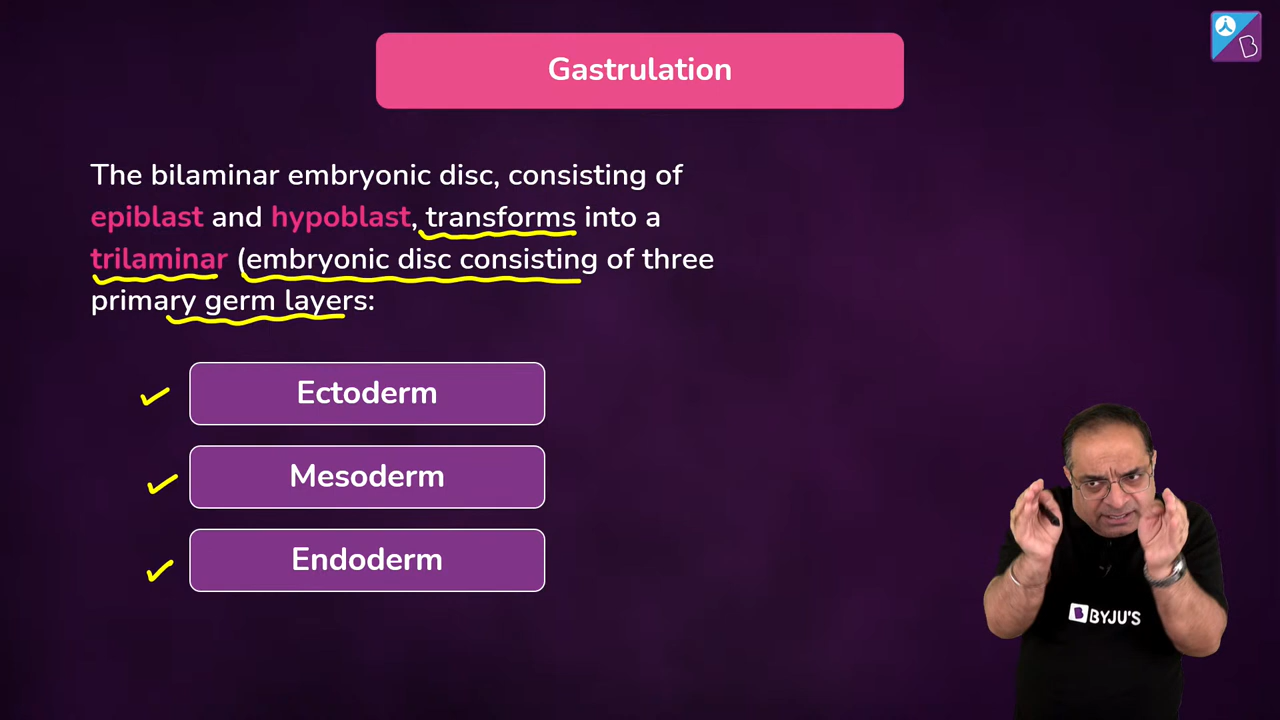 Gastrulation
The bilaminar embryonic disc, consisting of
epiblast and hypoblast, transforms into a
trilaminar (embryonic disc consisting of three
primary germ layers:
Ectoderm
Mesoderm
Endoderm
B BYJU'S